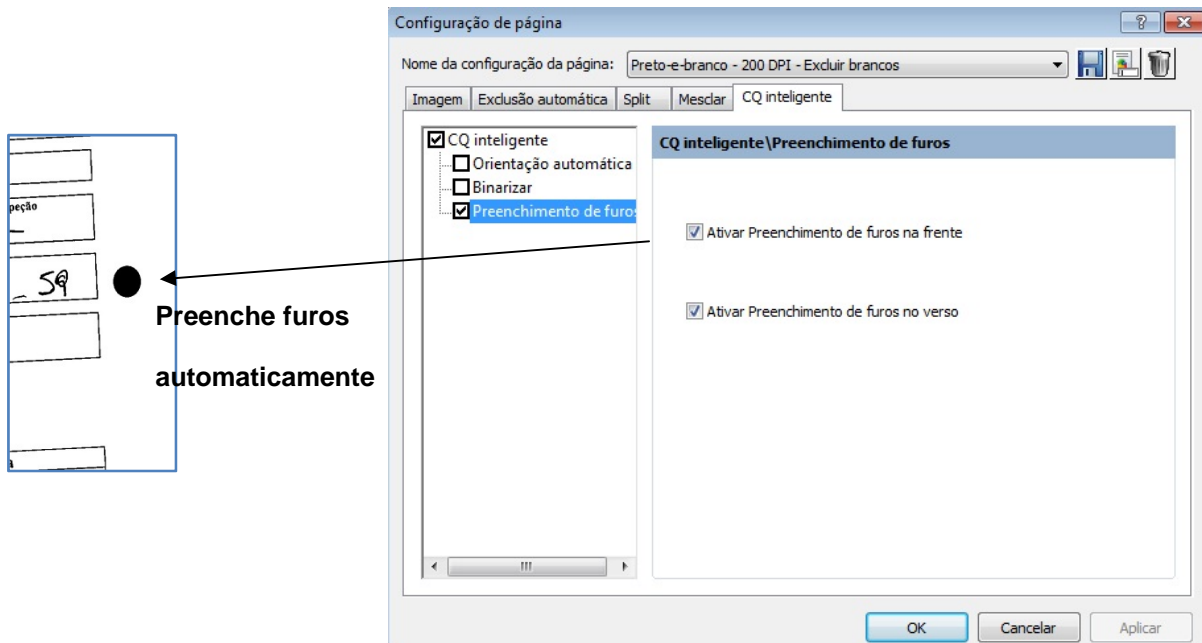 Configuração de página
Nome da configuração da página: Preto-e-branco - 200 DPI - Excluir brancos
Imagem Exclusão automática Split Mesclar CQ inteligente
CQ inteligente
Orientação automática
Binarizar
Preenchimento de furos
CQ inteligente\Preenchimento de furos
Ativar Preenchimento de furos na frente
Ativar Preenchimento de furos no verso
OK Cancelar Aplicar
peção
59
Preenche furos
automaticamente